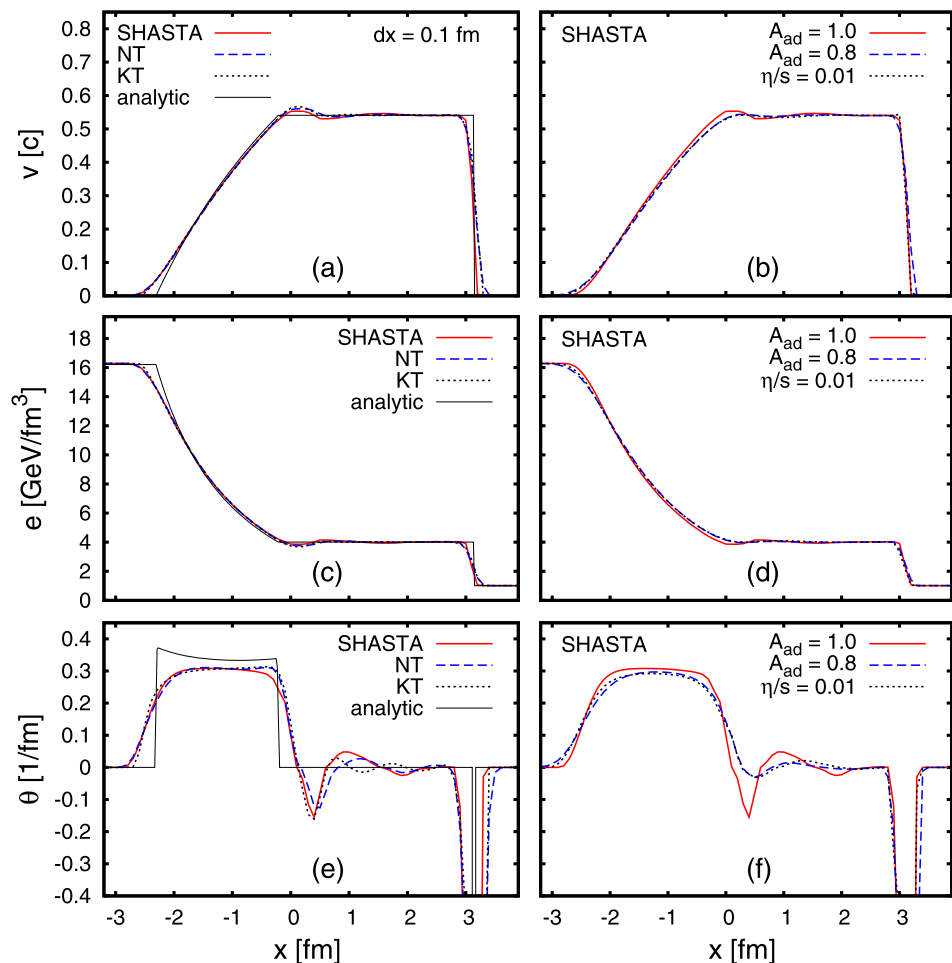 SHASTA
NT
KT
analytic
dx = 0.1 fm
v [c]
0.8
0.7
0.6
0.5
0.4
0.3
0.2
0.1
0
(a)
SHASTA
A_ad = 1.0
A_ad = 0.8
η/s = 0.01
(b)
SHASTA
NT
KT
analytic
e [GeV/fm³]
18
16
14
12
10
8
6
4
2
0
(c)
SHASTA
A_ad = 1.0
A_ad = 0.8
η/s = 0.01
(d)
SHASTA
NT
KT
analytic
θ [1/fm]
0.4
0.3
0.2
0.1
0
-0.1
-0.2
-0.3
-0.4
(e)
-3 -2 -1 0 1 2 3
x [fm]
SHASTA
A_ad = 1.0
A_ad = 0.8
η/s = 0.01
(f)
-3 -2 -1 0 1 2 3
x [fm]